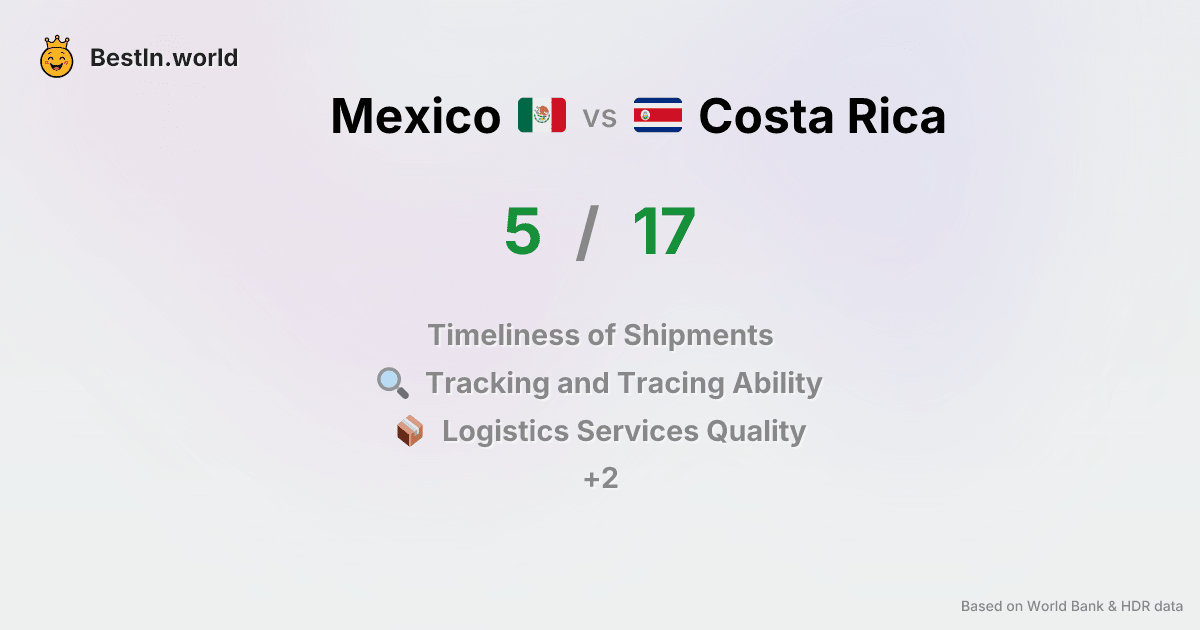 BestIn.world
Mexico vs Costa Rica
5 / 17
Timeliness of Shipments
Tracking and Tracing Ability
Logistics Services Quality
+2
Based on World Bank & HDR data